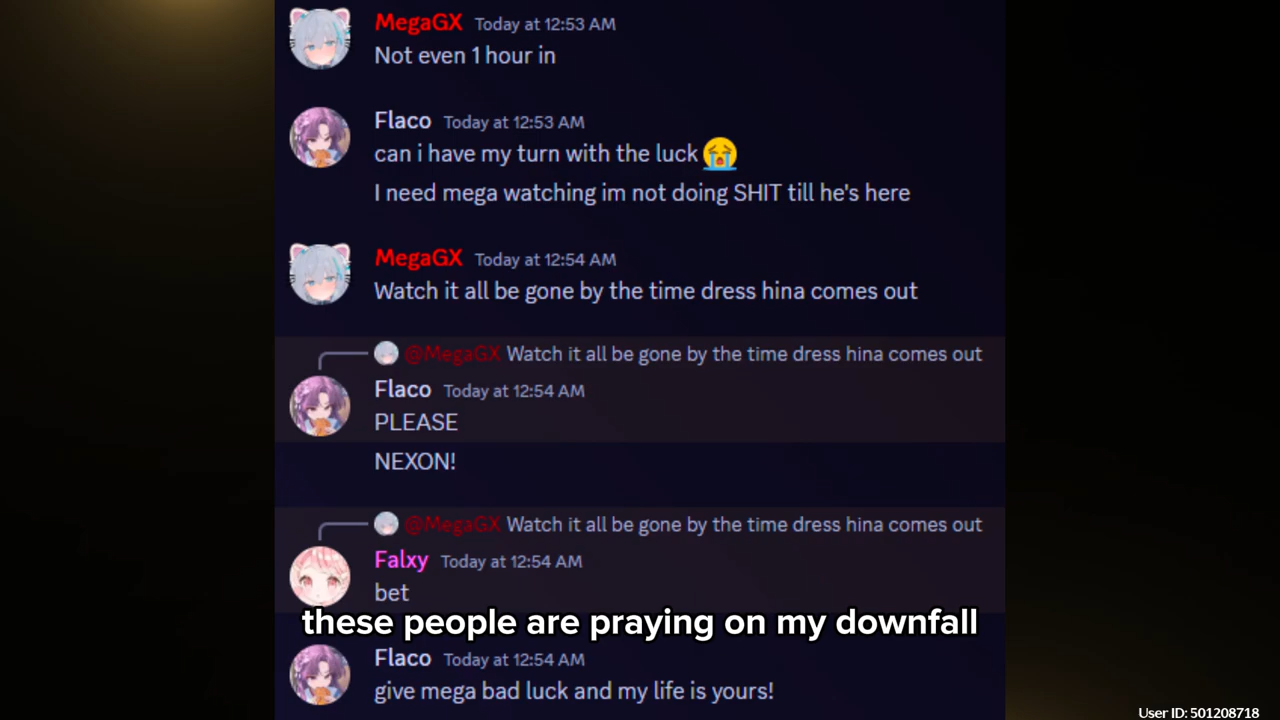 MegaGX Today at 12:53 AM
Not even 1 hour in
Flaco Today at 12:53 AM
can i have my turn with the luck 😭
I need mega watching im not doing SHIT till he's here
MegaGX Today at 12:54 AM
Watch it all be gone by the time dress hina comes out
@MegaGX Watch it all be gone by the time dress hina comes out
Flaco Today at 12:54 AM
PLEASE
NEXON!
@MegaGX Watch it all be gone by the time dress hina comes out
Falxy Today at 12:54 AM
bet
these people are praying on my downfall
Flaco Today at 12:54 AM
give mega bad luck and my life is yours!
User ID: 501208718